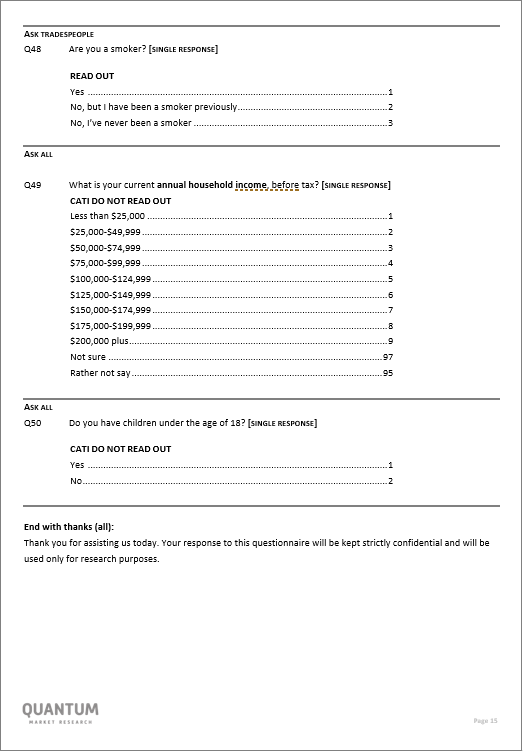 ASK TRADESPEOPLE
Q48 Are you a smoker? [SINGLE RESPONSE]
READ OUT
Yes ........................................................................................................1
No, but I have been a smoker previously....................................................2
No, I've never been a smoker ...................................................................3
ASK ALL
Q49 What is your current annual household income, before tax? [SINGLE RESPONSE]
CATI DO NOT READ OUT
Less than $25,000 ....................................................................................1
$25,000-$49,999......................................................................................2
$50,000-$74,999......................................................................................3
$75,000-$99,999......................................................................................4
$100,000-$124,999..................................................................................5
$125,000-$149,999..................................................................................6
$150,000-$174,999..................................................................................7
$175,000-$199,999..................................................................................8
$200,000 plus..........................................................................................9
Not sure ................................................................................................97
Rather not say........................................................................................95
ASK ALL
Q50 Do you have children under the age of 18? [SINGLE RESPONSE]
CATI DO NOT READ OUT
Yes ........................................................................................................1
No..........................................................................................................2
End with thanks (all):
Thank you for assisting us today. Your response to this questionnaire will be kept strictly confidential and will be
used only for research purposes.
QUANTUM
MARKET RESEARCH
Page 15